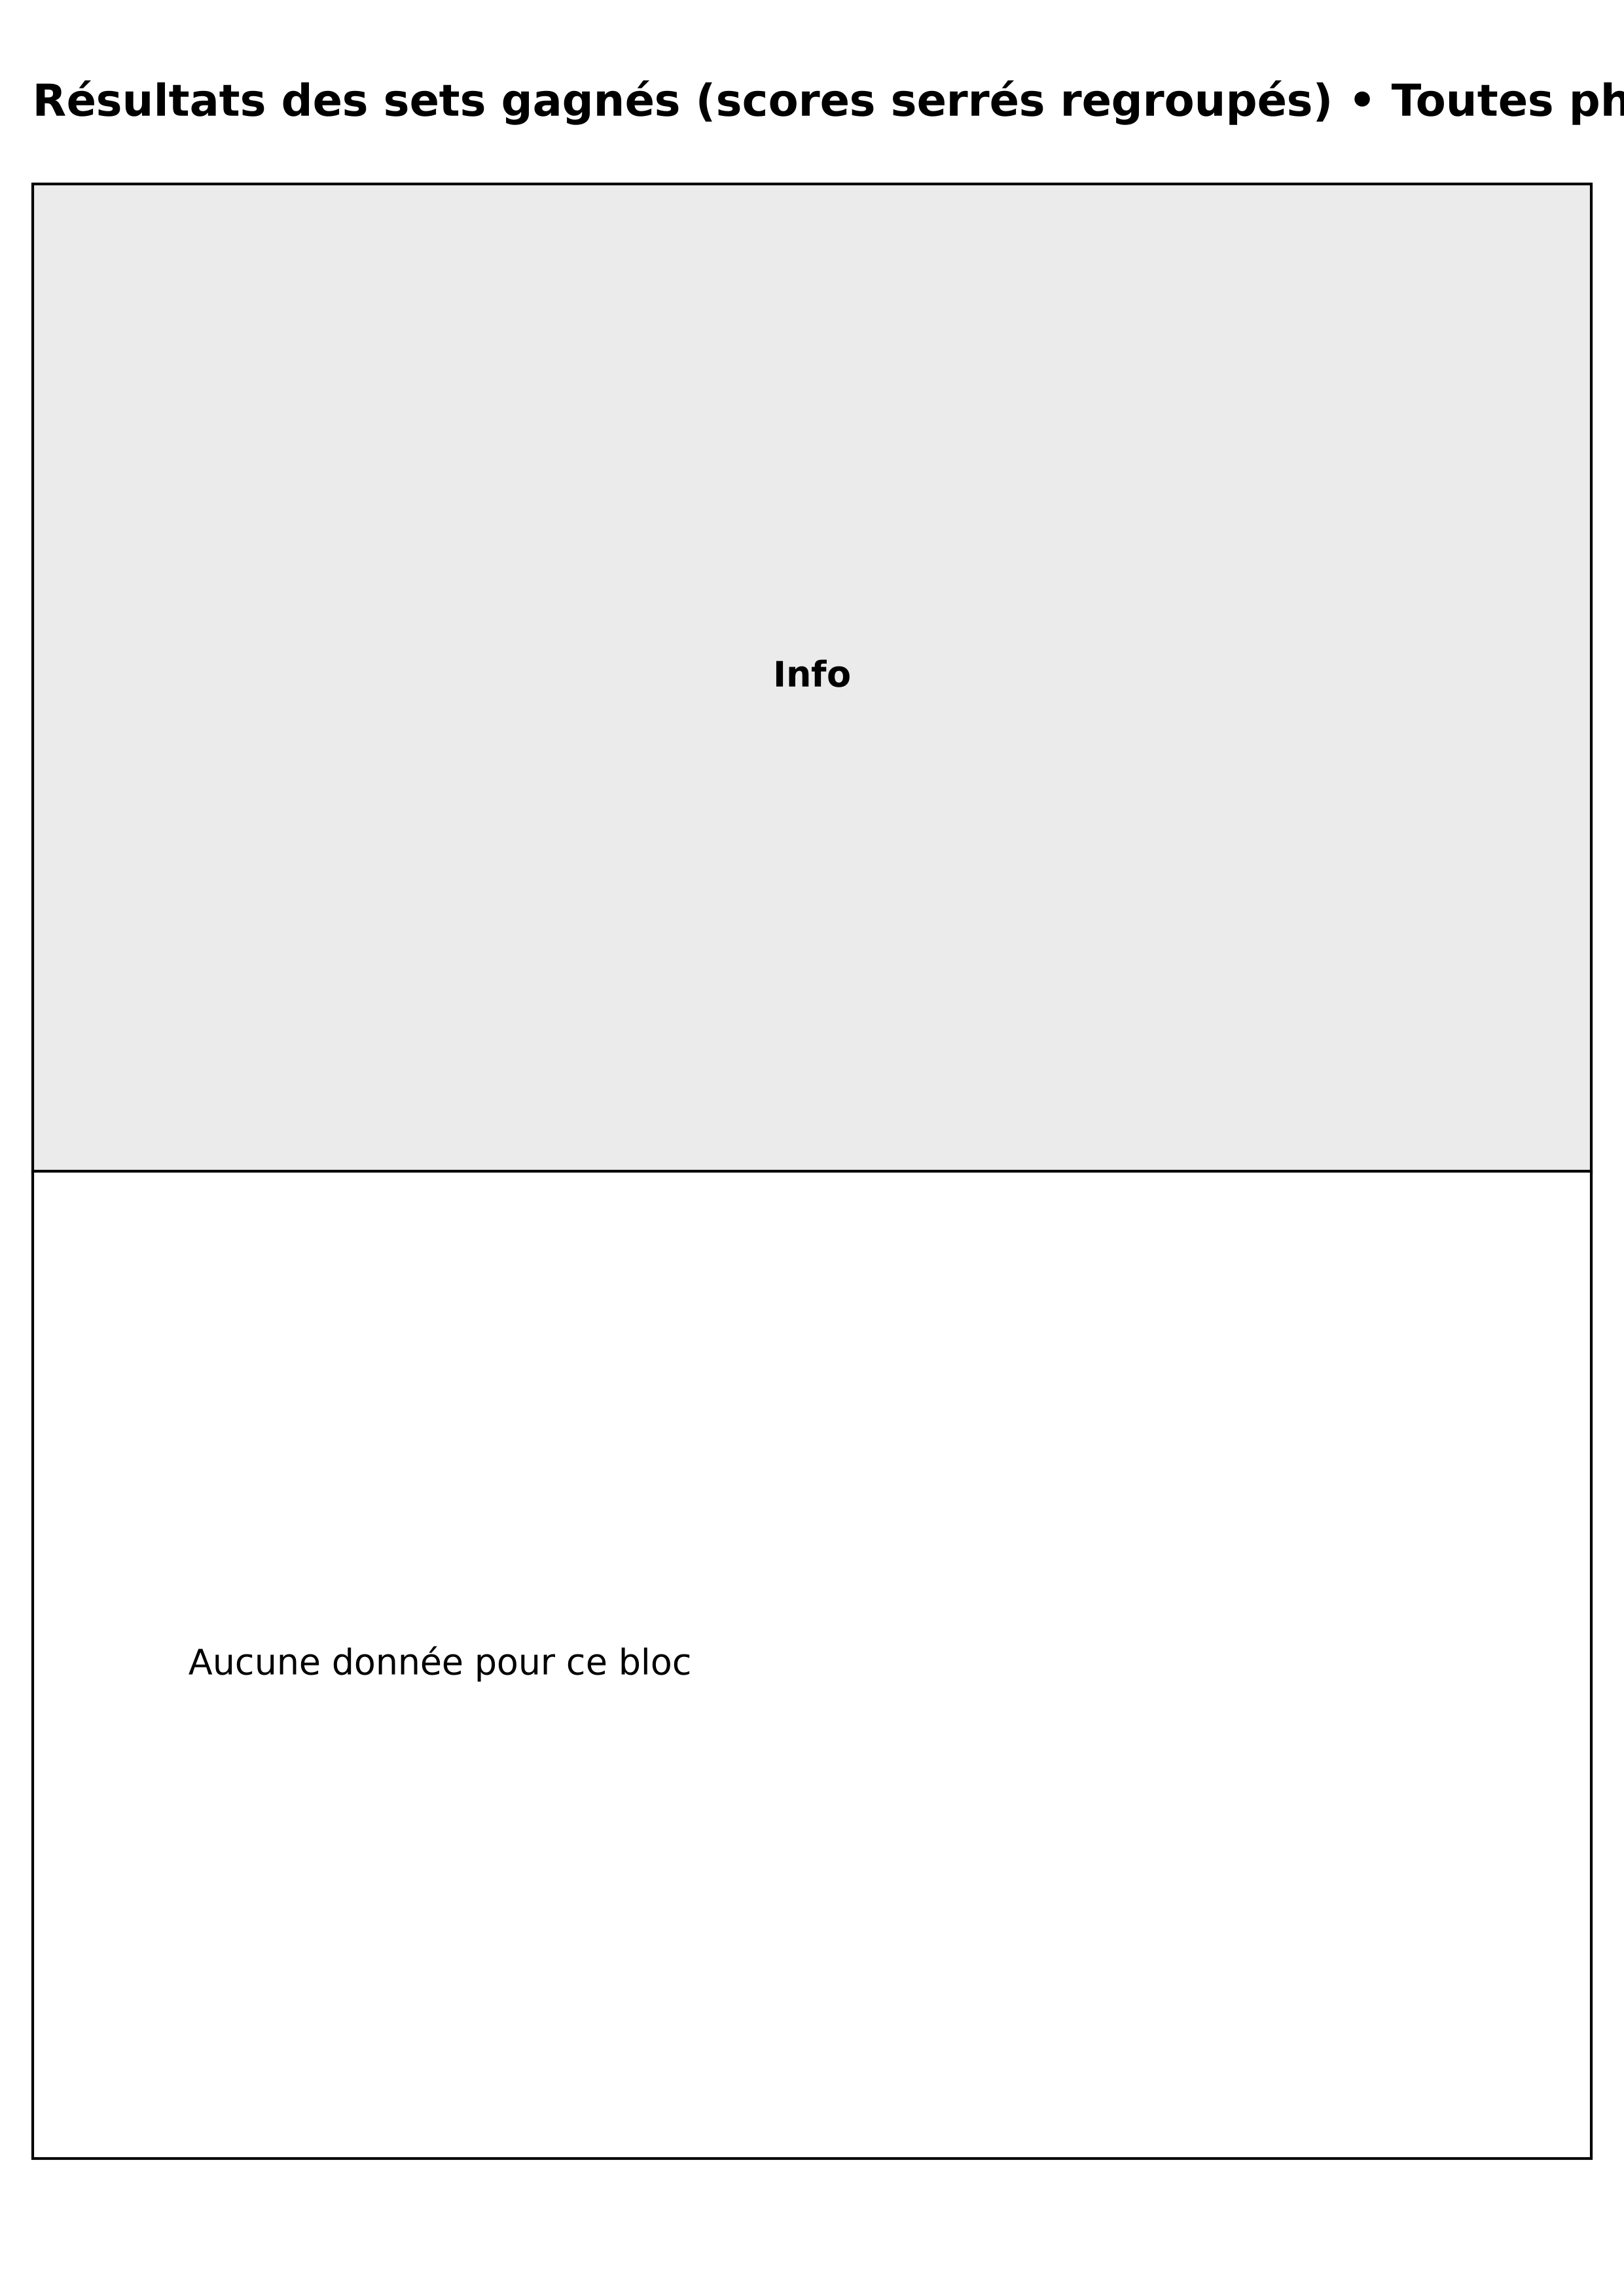 Résultats des sets gagnés (scores serrés regroupés) • Toutes ph
Info
Aucune donnée pour ce bloc